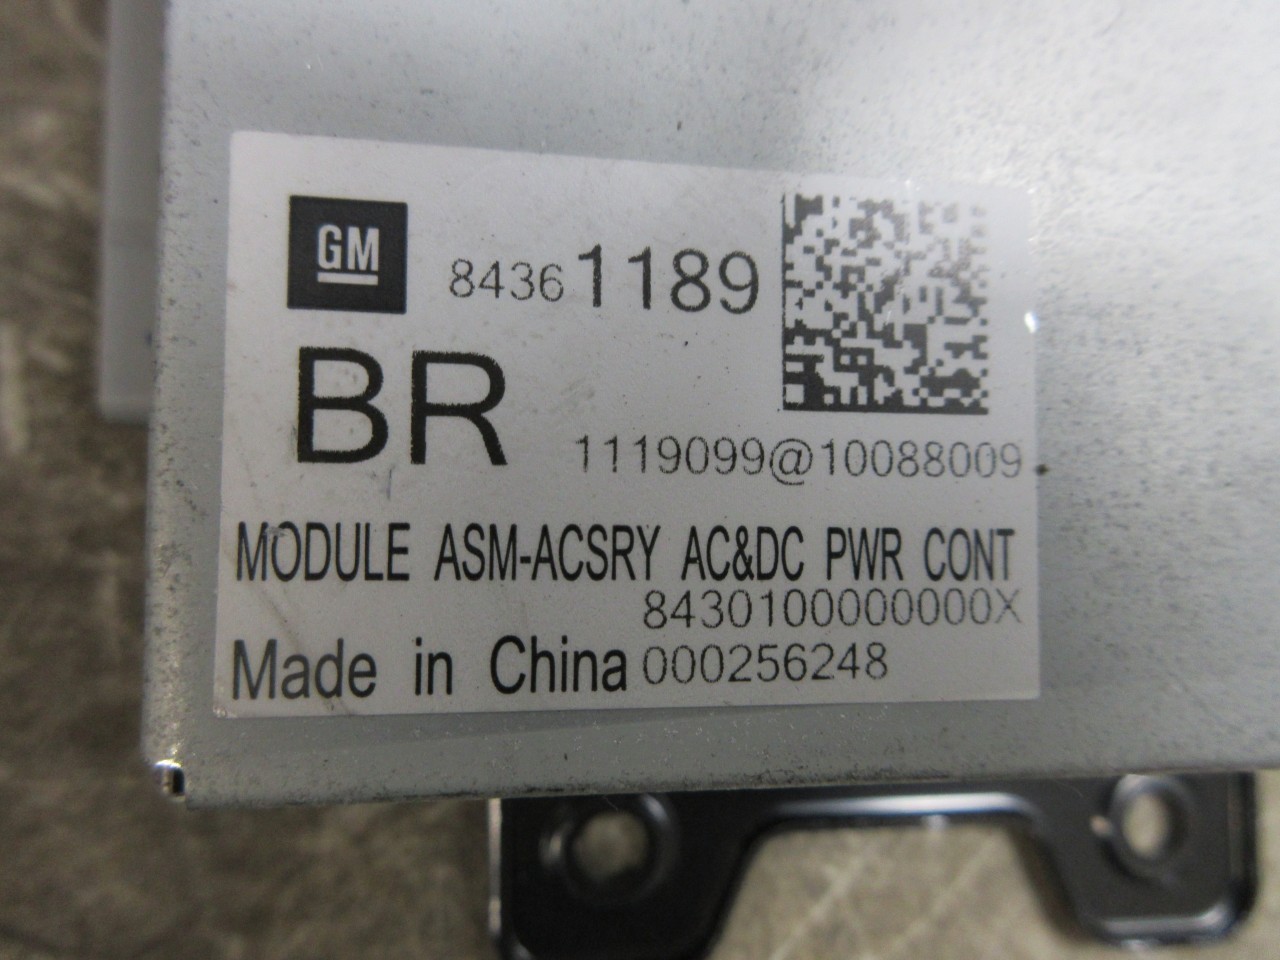 GM
84361189
BR
1119099@10088009
MODULE ASM-ACSRY AC&DC PWR CONT
8430100000000X
Made in China 000256248